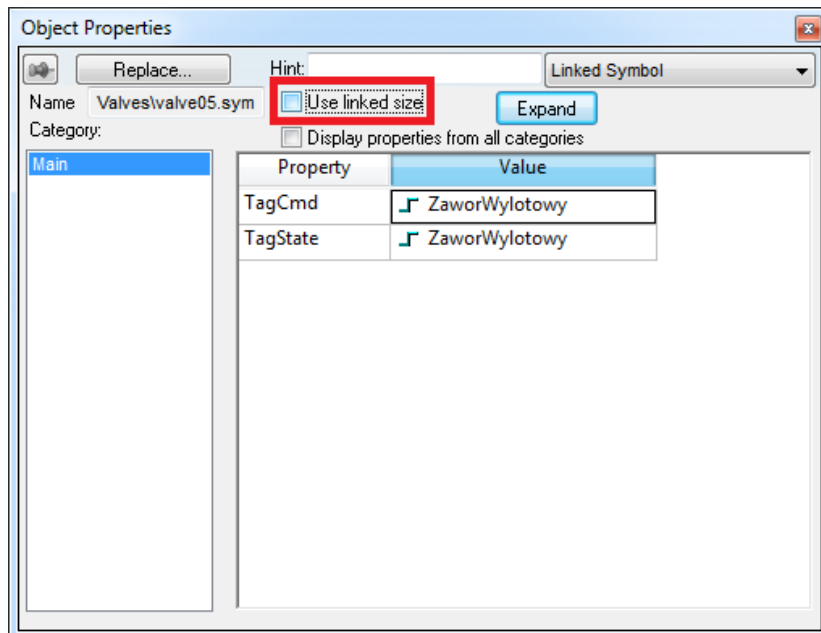 Object Properties
Replace...
Hint:
Linked Symbol
Name
Valves\valve05.sym
Use linked size
Expand
Category:
Display properties from all categories
Main
Property
Value
TagCmd
ZaworWylotowy
TagState
ZaworWylotowy